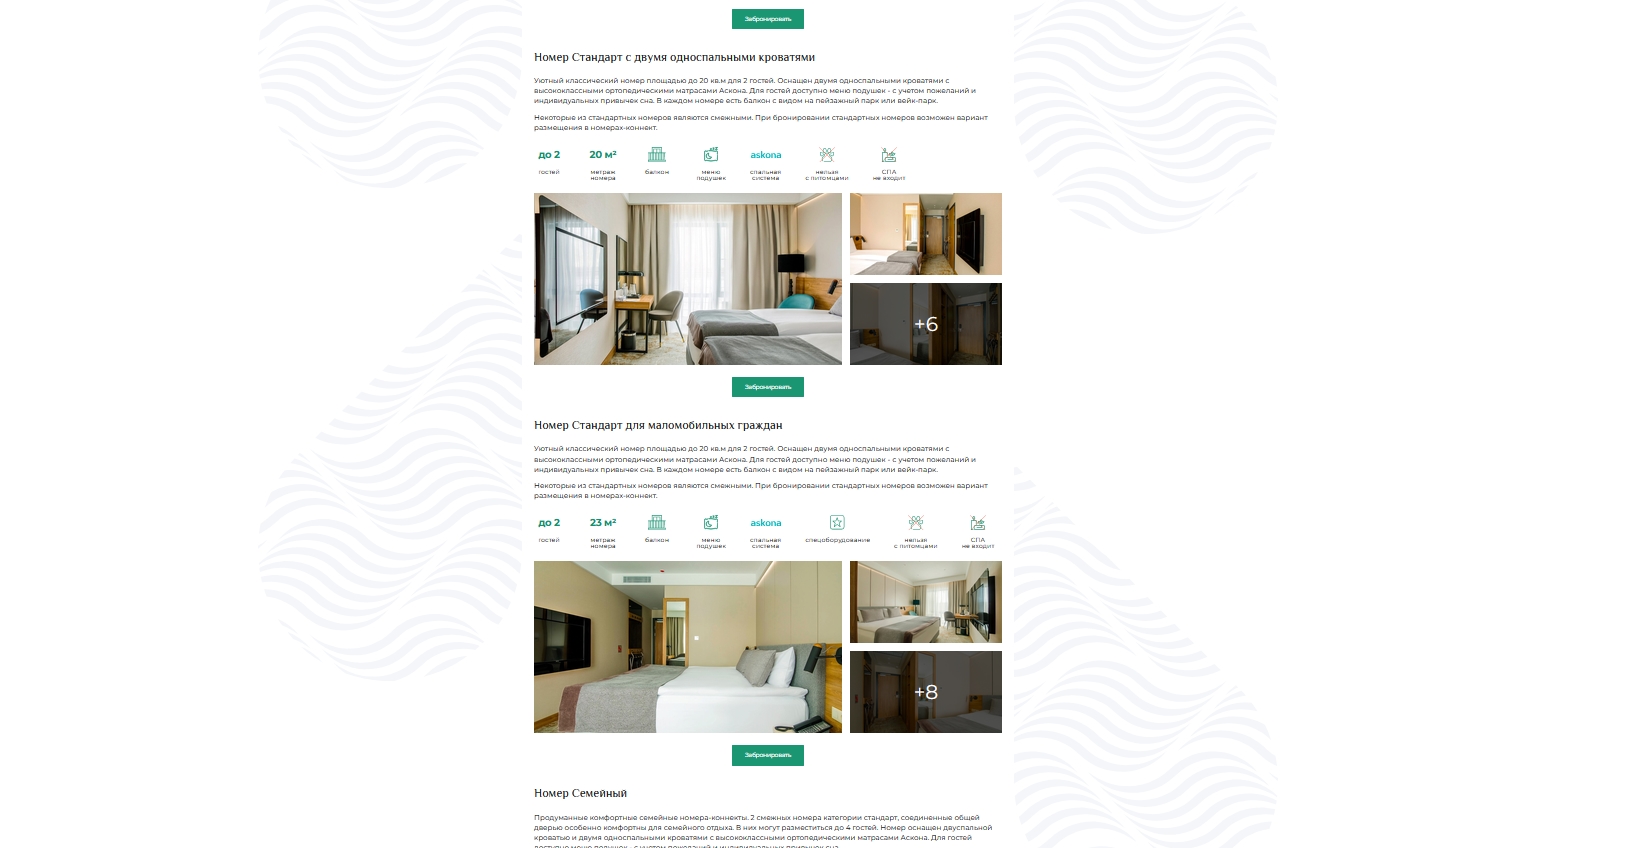 Забронировать
Номер Стандарт с двумя односпальными кроватями
Уютный классический номер площадью до 20 кв.м для 2 гостей. Оснащен двумя односпальными кроватями с
высококлассными ортопедическими матрасами Аскона. Для гостей доступно меню подушек - с учетом пожеланий и
индивидуальных привычек сна. В каждом номере есть балкон с видом на пейзажный парк или вейк-парк.
Некоторые из стандартных номеров являются смежными. При бронировании стандартных номеров возможен вариант
размещения в номерах-коннект.
до 2 20 м² askona
гостей метраж балкон меню спальная нельзя СПА
номера подушек система с питомцами не входит
+6
Забронировать
Номер Стандарт для маломобильных граждан
Уютный классический номер площадью до 20 кв.м для 2 гостей. Оснащен двумя односпальными кроватями с
высококлассными ортопедическими матрасами Аскона. Для гостей доступно меню подушек - с учетом пожеланий и
индивидуальных привычек сна. В каждом номере есть балкон с видом на пейзажный парк или вейк-парк.
Некоторые из стандартных номеров являются смежными. При бронировании стандартных номеров возможен вариант
размещения в номерах-коннект.
до 2 23 м² askona
гостей метраж балкон меню спальная спецоборудование нельзя СПА
номера подушек система с питомцами не входит
+8
Забронировать
Номер Семейный
Продуманные комфортные семейные номера-коннекты. 2 смежных номера категории стандарт, соединенные общей
дверью особенно комфортны для семейного отдыха. В них могут разместиться до 4 гостей. Номер оснащен двуспальной
кроватью и двумя односпальными кроватями с высококлассными ортопедическими матрасами Аскона. Для гостей
доступно меню подушек - с учетом пожеланий и индивидуальных привычек сна.